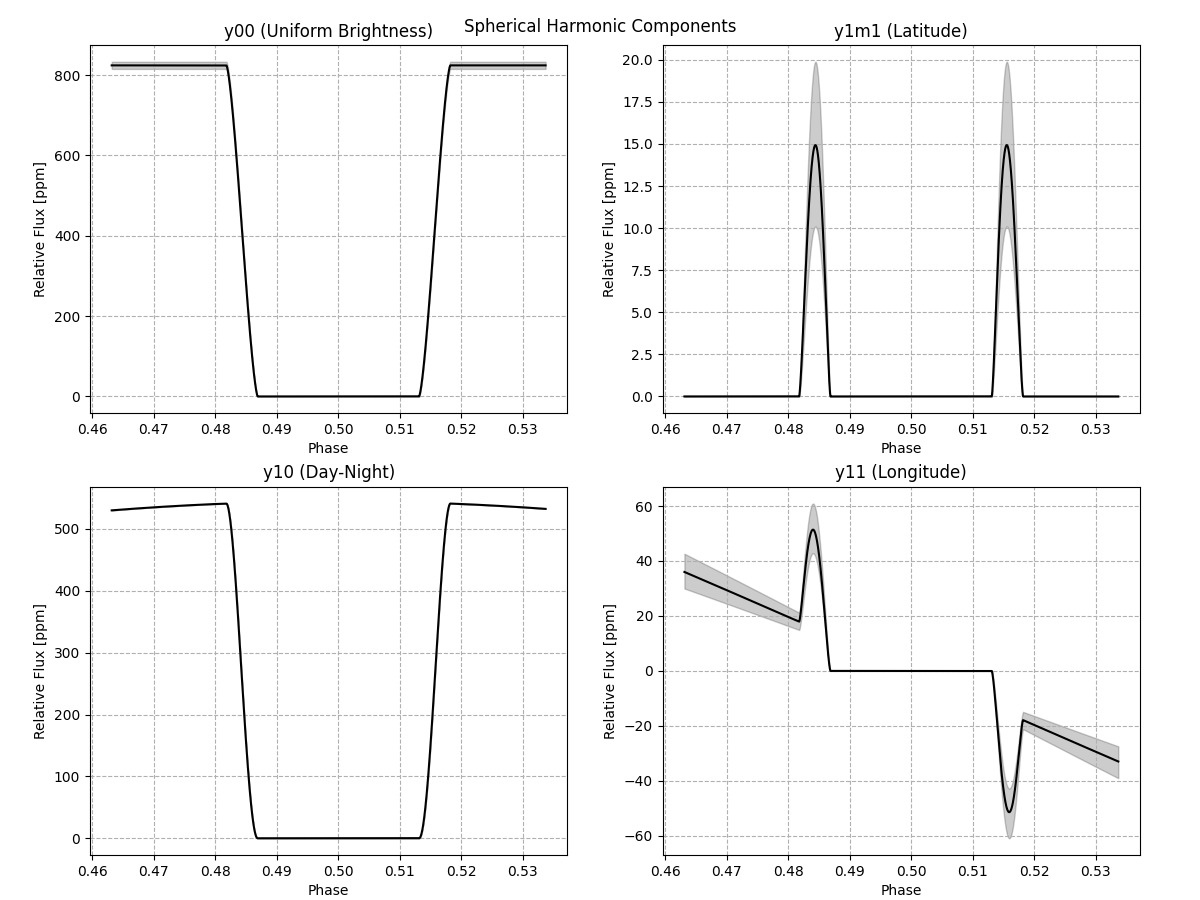 Spherical Harmonic Components
y00 (Uniform Brightness)
Relative Flux [ppm]
800
600
400
200
0
0.46 0.47 0.48 0.49 0.50 0.51 0.52 0.53
Phase
y1m1 (Latitude)
Relative Flux [ppm]
20.0
17.5
15.0
12.5
10.0
7.5
5.0
2.5
0.0
0.46 0.47 0.48 0.49 0.50 0.51 0.52 0.53
Phase
y10 (Day-Night)
Relative Flux [ppm]
500
400
300
200
100
0
0.46 0.47 0.48 0.49 0.50 0.51 0.52 0.53
Phase
y11 (Longitude)
Relative Flux [ppm]
60
40
20
0
−20
−40
−60
0.46 0.47 0.48 0.49 0.50 0.51 0.52 0.53
Phase